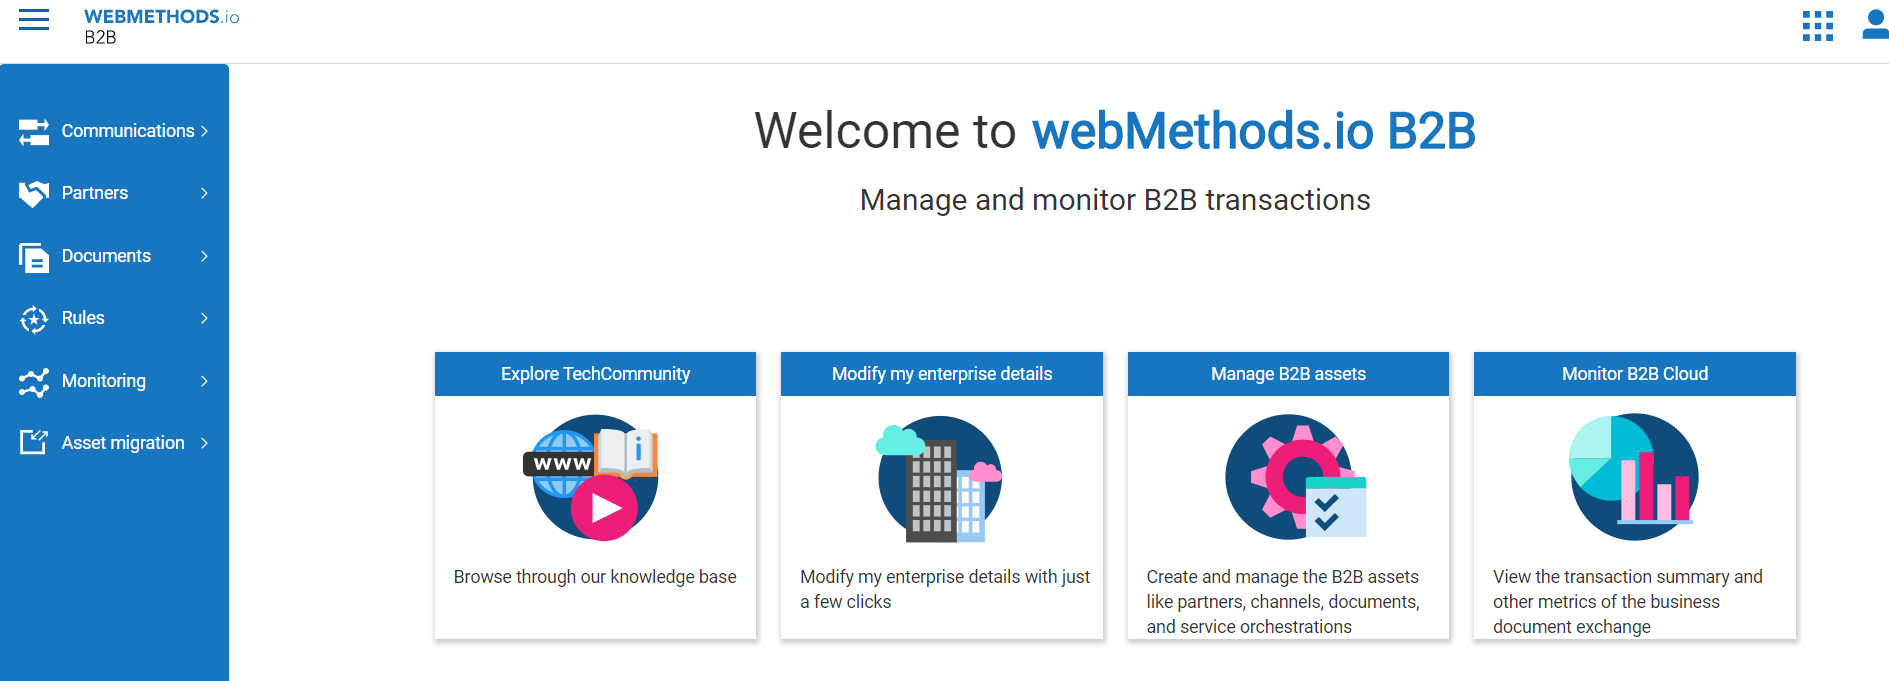 WEBMETHODS.io
B2B
Communications
Partners
Documents
Rules
Monitoring
Asset migration
Welcome to webMethods.io B2B
Manage and monitor B2B transactions
Explore TechCommunity
www
i
Browse through our knowledge base
Modify my enterprise details
Modify my enterprise details with just
a few clicks
Manage B2B assets
Create and manage the B2B assets
like partners, channels, documents,
and service orchestrations
Monitor B2B Cloud
View the transaction summary and
other metrics of the business
document exchange